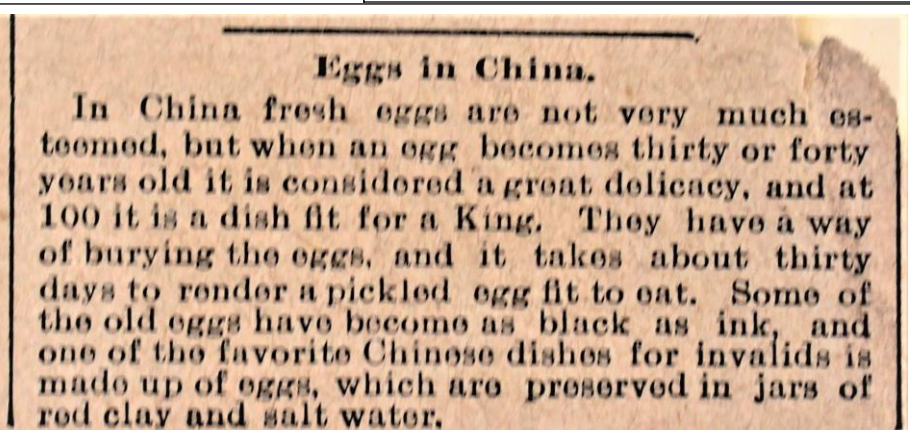 Eggs in China.
In China fresh eggs are not very much es-
teemed, but when an egg becomes thirty or forty
years old it is considered a great delicacy, and at
100 it is a dish fit for a King. They have a way
of burying the eggs, and it takes about thirty
days to render a pickled egg fit to eat. Some of
the old eggs have become as black as ink, and
one of the favorite Chinese dishes for invalids is
made up of eggs, which are preserved in jars of
red clay and salt water.